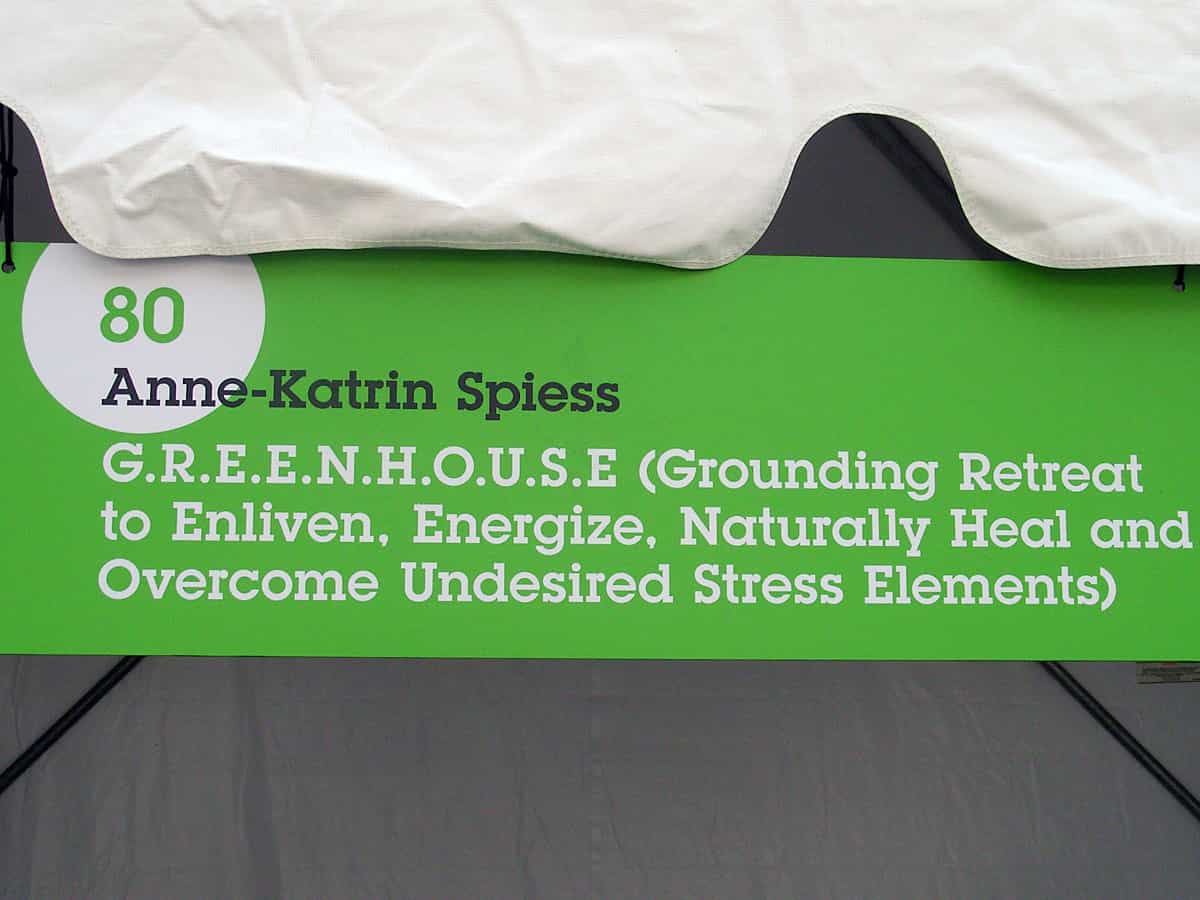 80
Anne-Katrin Spiess
G.R.E.E.N.H.O.U.S.E (Grounding Retreat
to Enliven, Energize, Naturally Heal and
Overcome Undesired Stress Elements)